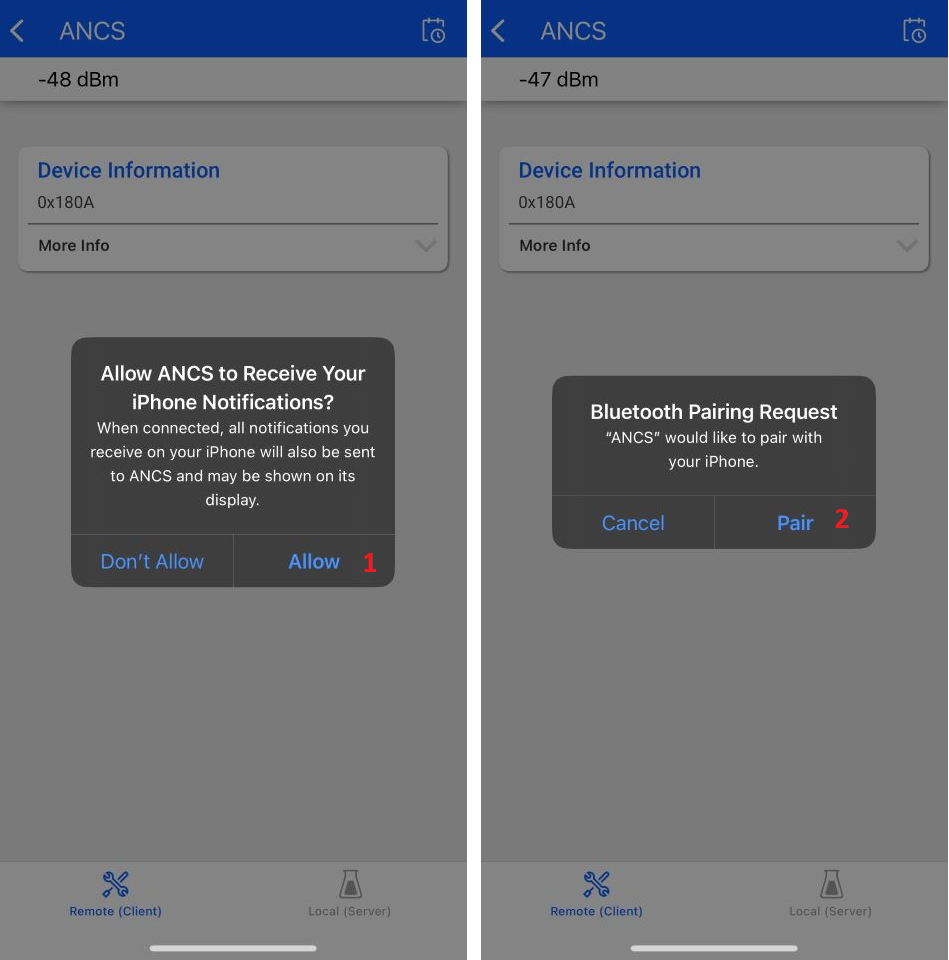 ANCS
-48 dBm
Device Information
0x180A
More Info
Allow ANCS to Receive Your
iPhone Notifications?
When connected, all notifications you
receive on your iPhone will also be sent
to ANCS and may be shown on its
display.
Don't Allow
Allow 1
Remote (Client)
Local (Server)
ANCS
-47 dBm
Device Information
0x180A
More Info
Bluetooth Pairing Request
“ANCS” would like to pair with
your iPhone.
Cancel
Pair 2
Remote (Client)
Local (Server)